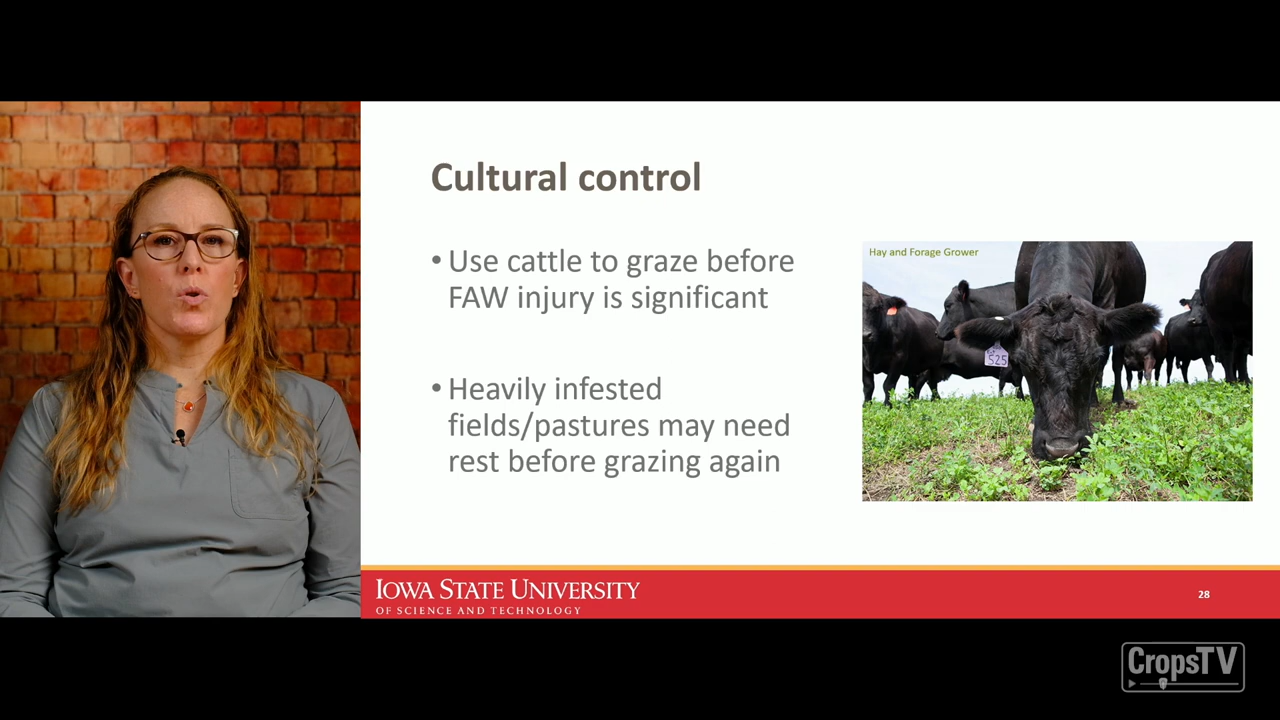 Cultural control
• Use cattle to graze before
FAW injury is significant
• Heavily infested
fields/pastures may need
rest before grazing again
Hay and Forage Grower
525
IOWA STATE UNIVERSITY
OF SCIENCE AND TECHNOLOGY
28
CropsTV